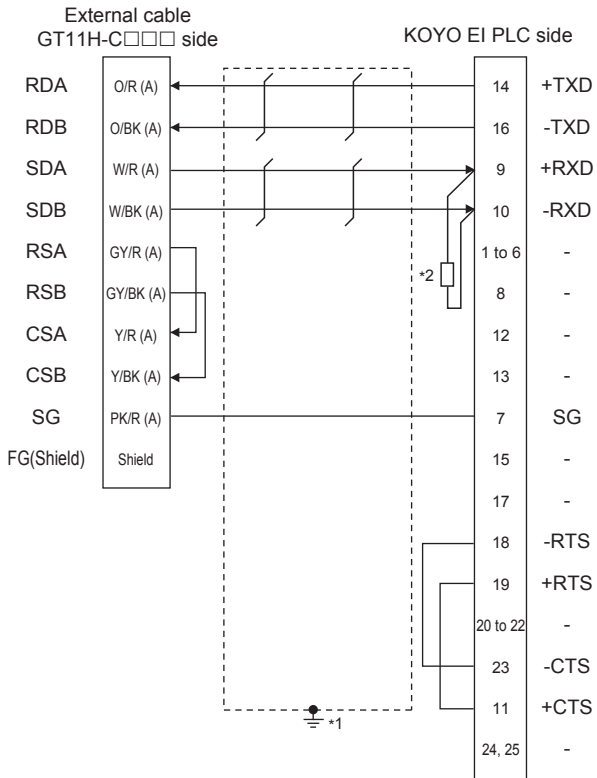 External cable
GT11H-C□□□ side
KOYO EI PLC side
RDA O/R (A) 14 +TXD
RDB O/BK (A) 16 -TXD
SDA W/R (A) 9 +RXD
SDB W/BK (A) 10 -RXD
RSA GY/R (A) 1 to 6 -
*2
RSB GY/BK (A) 8 -
CSA Y/R (A) 12 -
CSB Y/BK (A) 13 -
SG PK/R (A) 7 SG
FG(Shield) Shield 15 -
17 -
18 -RTS
19 +RTS
20 to 22 -
23 -CTS
11 +CTS
*1
24, 25 -